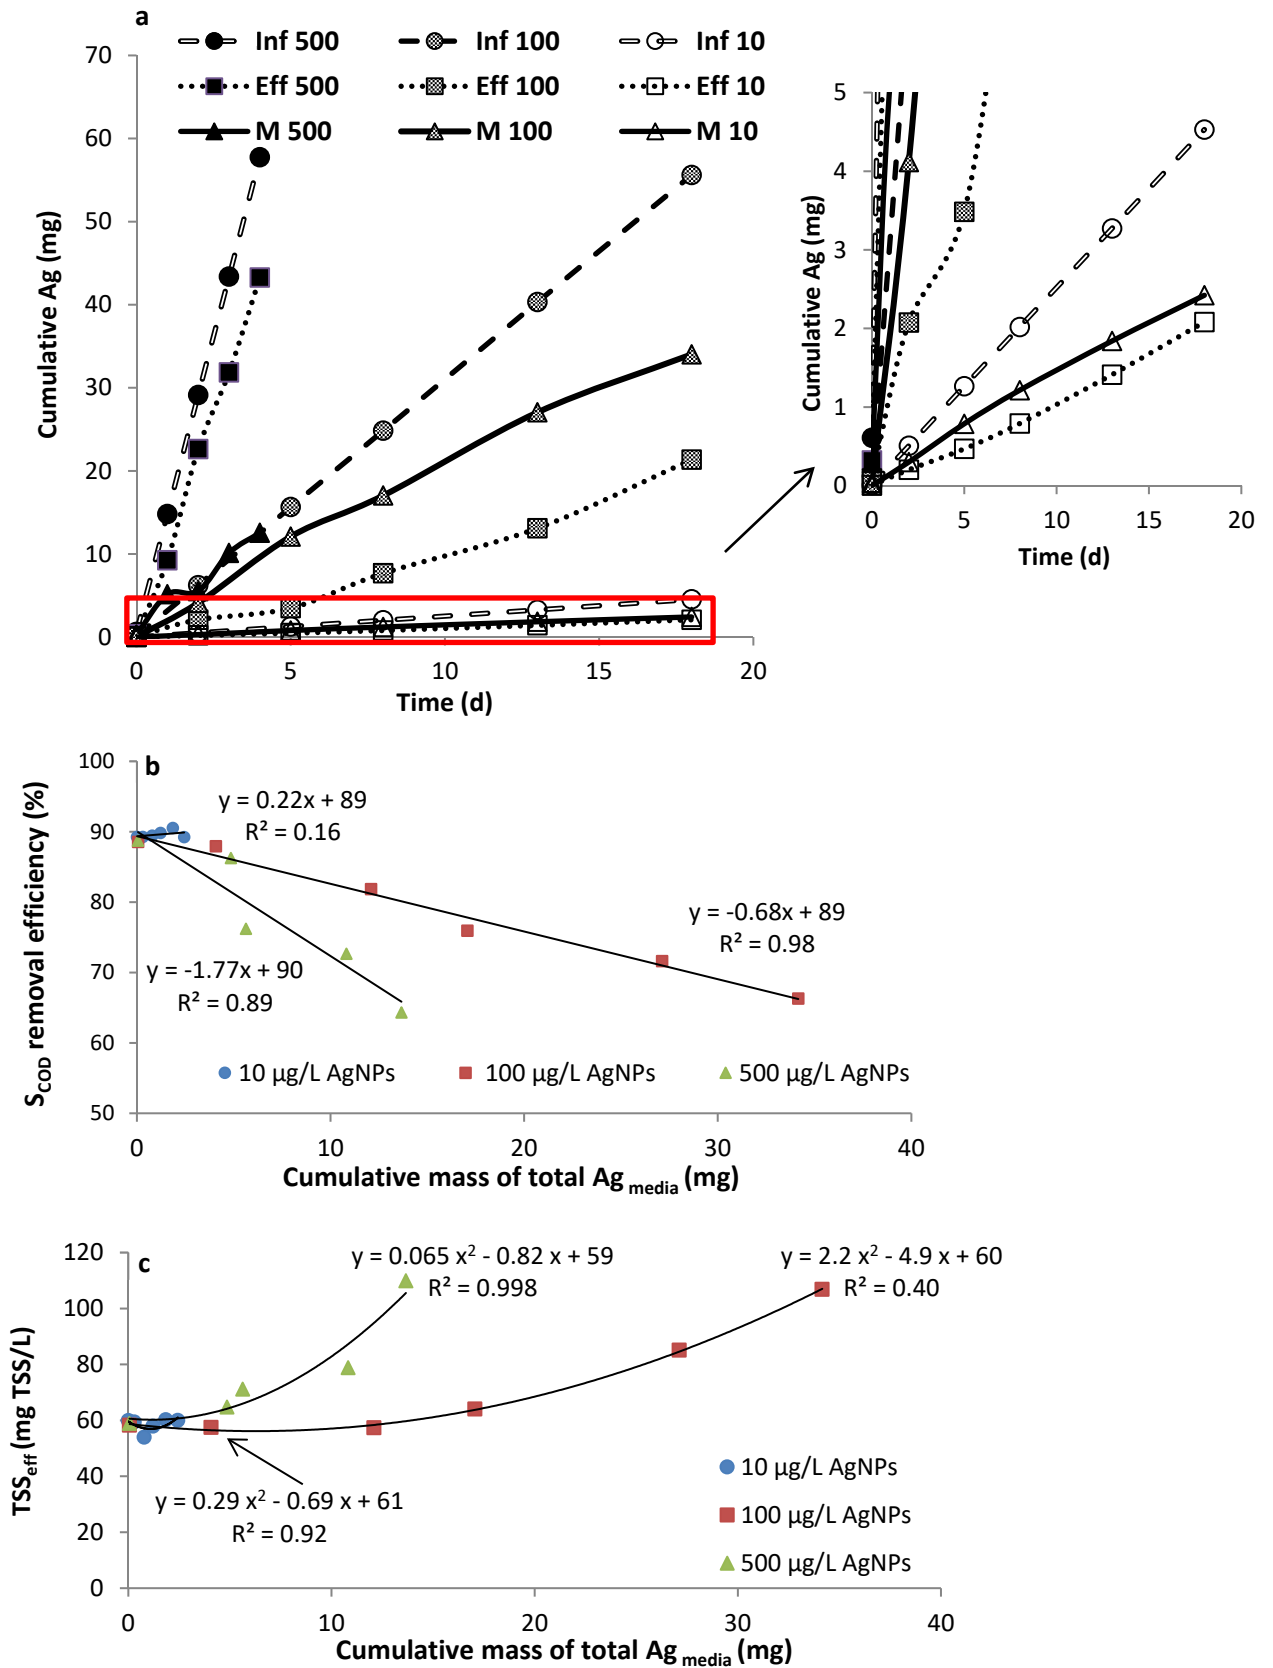 a
Inf 500
Inf 100
Inf 10
Eff 500
Eff 100
Eff 10
M 500
M 100
M 10
70
60
50
40
30
20
10
0
Cumulative Ag (mg)
0
5
10
15
20
Time (d)
5
4
3
2
1
0
Cumulative Ag (mg)
0
5
10
15
20
Time (d)
b
100
90
80
70
60
50
S_COD removal efficiency (%)
y = 0.22x + 89
R² = 0.16
y = -0.68x + 89
R² = 0.98
y = -1.77x + 90
R² = 0.89
10 µg/L AgNPs
100 µg/L AgNPs
500 µg/L AgNPs
0
10
20
30
40
Cumulative mass of total Ag media (mg)
c
120
100
80
60
40
20
0
TSS_eff (mg TSS/L)
y = 0.065 x² - 0.82 x + 59
R² = 0.998
y = 2.2 x² - 4.9 x + 60
R² = 0.40
y = 0.29 x² - 0.69 x + 61
R² = 0.92
10 µg/L AgNPs
100 µg/L AgNPs
500 µg/L AgNPs
0
10
20
30
40
Cumulative mass of total Ag media (mg)